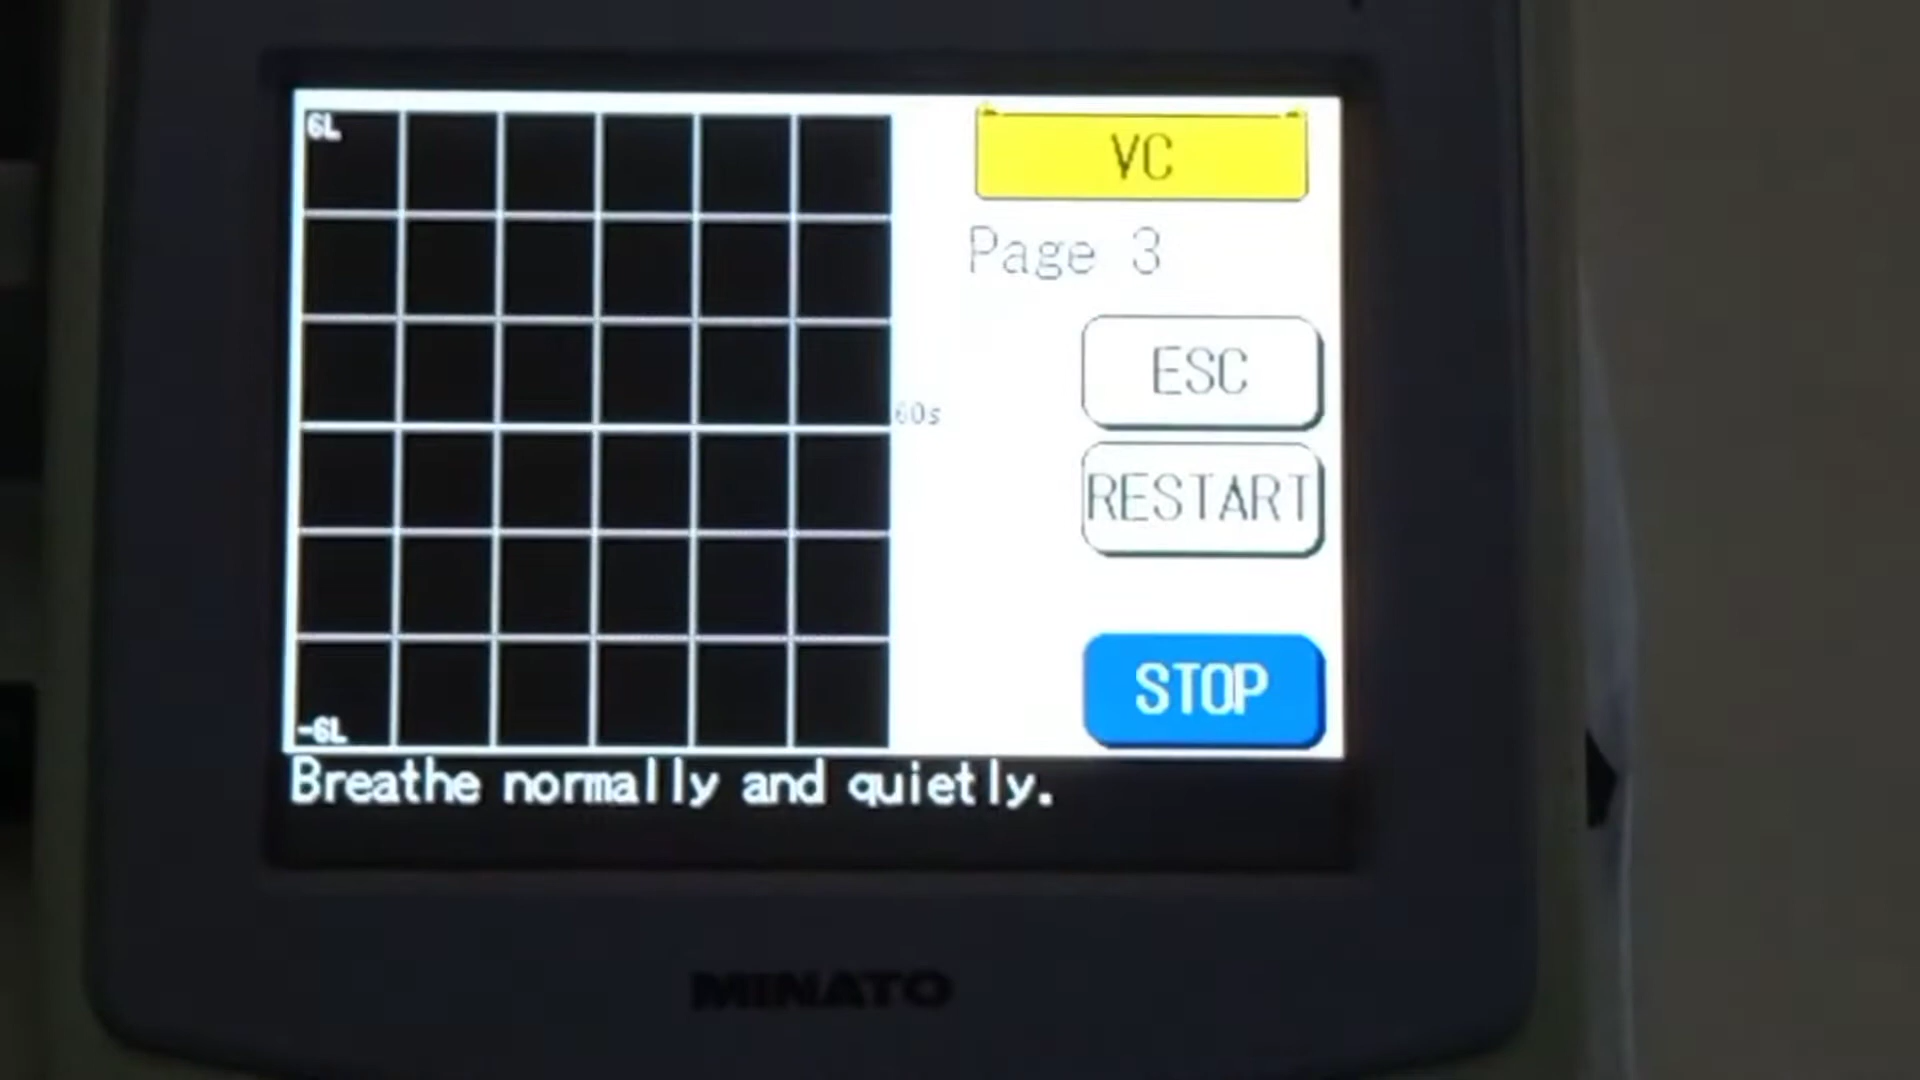 6L
VC
Page 3
ESC
60s
RESTART
STOP
-6L
Breathe normally and quietly.
MINATO